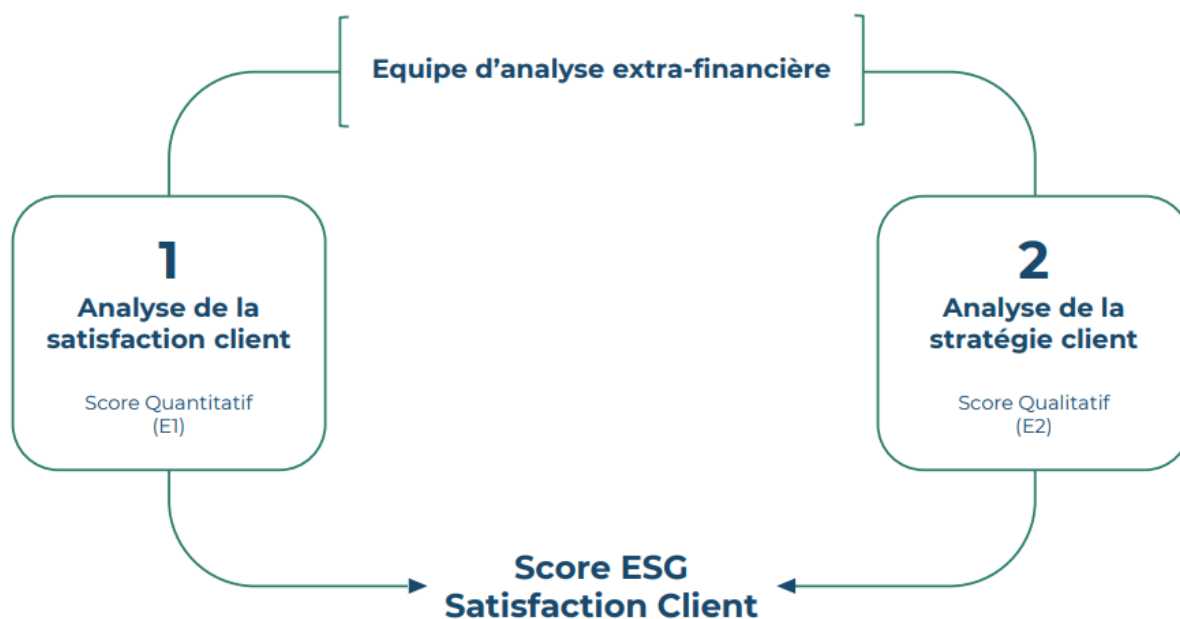 Equipe d’analyse extra-financière
1
Analyse de la
satisfaction client
Score Quantitatif
(E1)
2
Analyse de la
stratégie client
Score Qualitatif
(E2)
Score ESG
Satisfaction Client